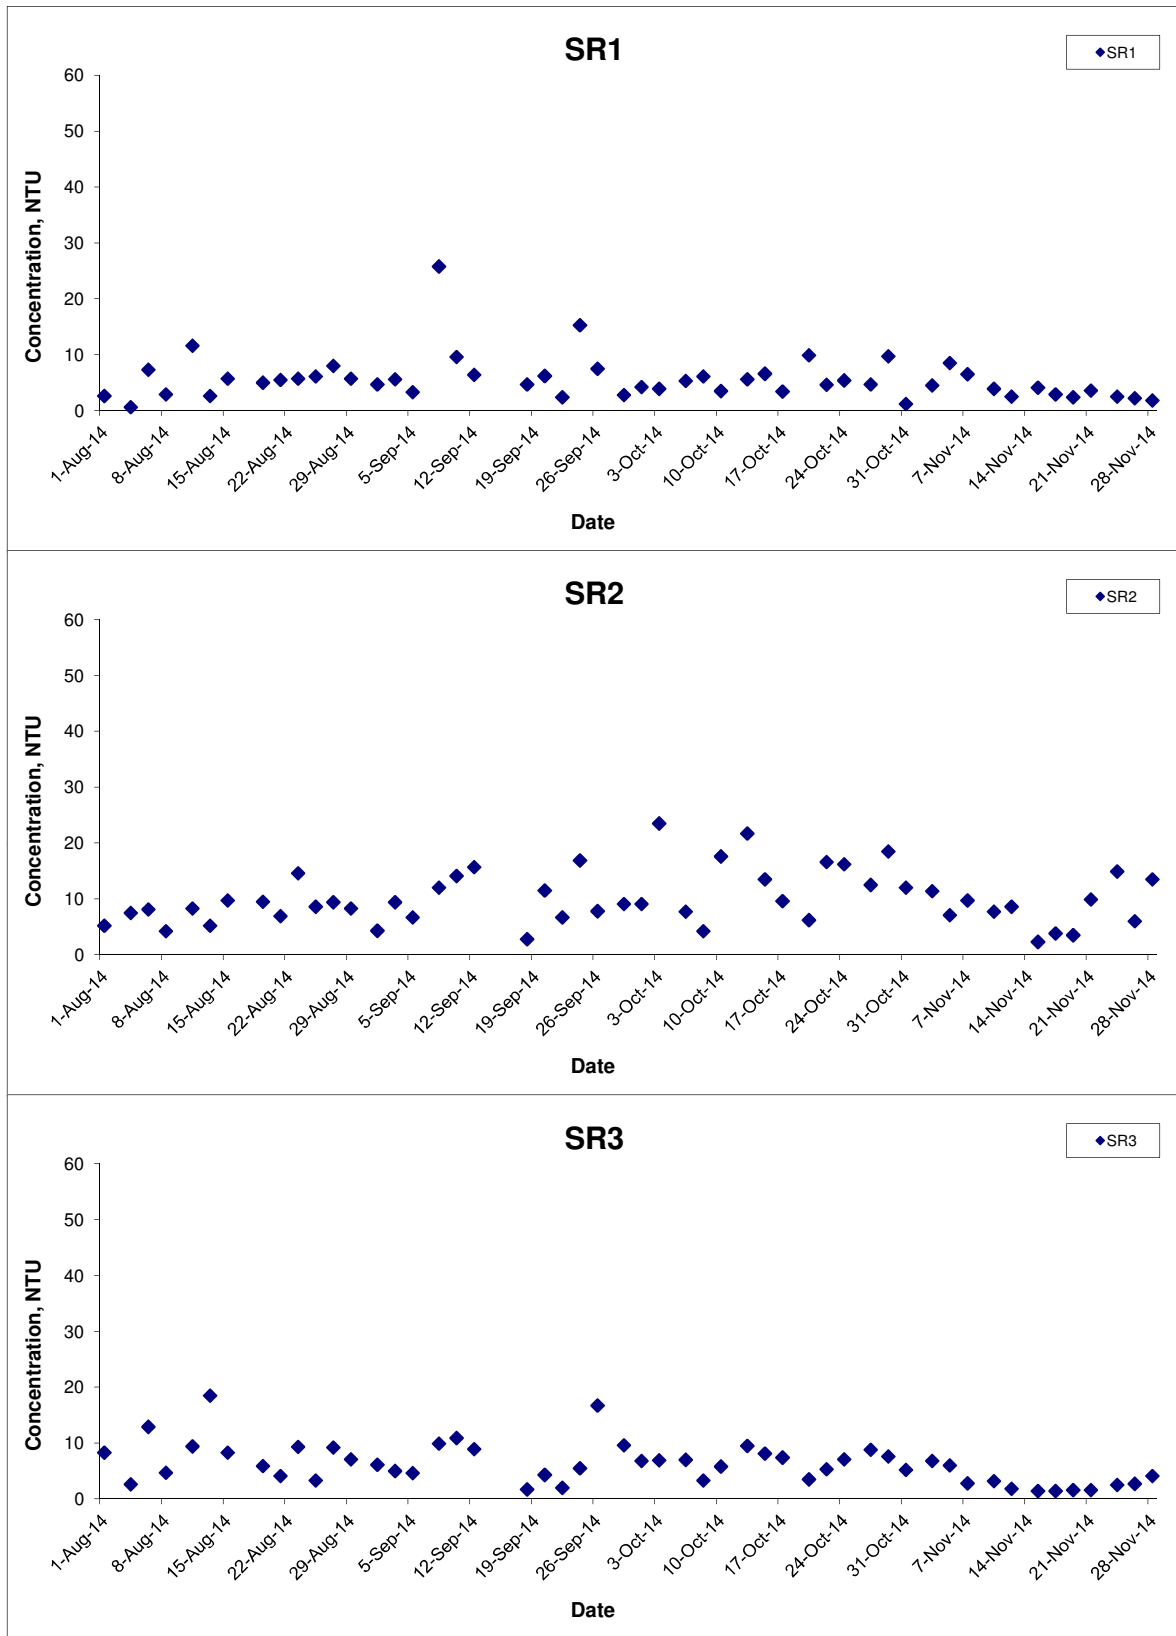 SR1
SR1
60
50
40
30
20
10
0
Concentration, NTU
1-Aug-14
8-Aug-14
15-Aug-14
22-Aug-14
29-Aug-14
5-Sep-14
12-Sep-14
19-Sep-14
26-Sep-14
3-Oct-14
10-Oct-14
17-Oct-14
24-Oct-14
31-Oct-14
7-Nov-14
14-Nov-14
21-Nov-14
28-Nov-14
Date
SR2
SR2
60
50
40
30
20
10
0
Concentration, NTU
1-Aug-14
8-Aug-14
15-Aug-14
22-Aug-14
29-Aug-14
5-Sep-14
12-Sep-14
19-Sep-14
26-Sep-14
3-Oct-14
10-Oct-14
17-Oct-14
24-Oct-14
31-Oct-14
7-Nov-14
14-Nov-14
21-Nov-14
28-Nov-14
Date
SR3
SR3
60
50
40
30
20
10
0
Concentration, NTU
1-Aug-14
8-Aug-14
15-Aug-14
22-Aug-14
29-Aug-14
5-Sep-14
12-Sep-14
19-Sep-14
26-Sep-14
3-Oct-14
10-Oct-14
17-Oct-14
24-Oct-14
31-Oct-14
7-Nov-14
14-Nov-14
21-Nov-14
28-Nov-14
Date